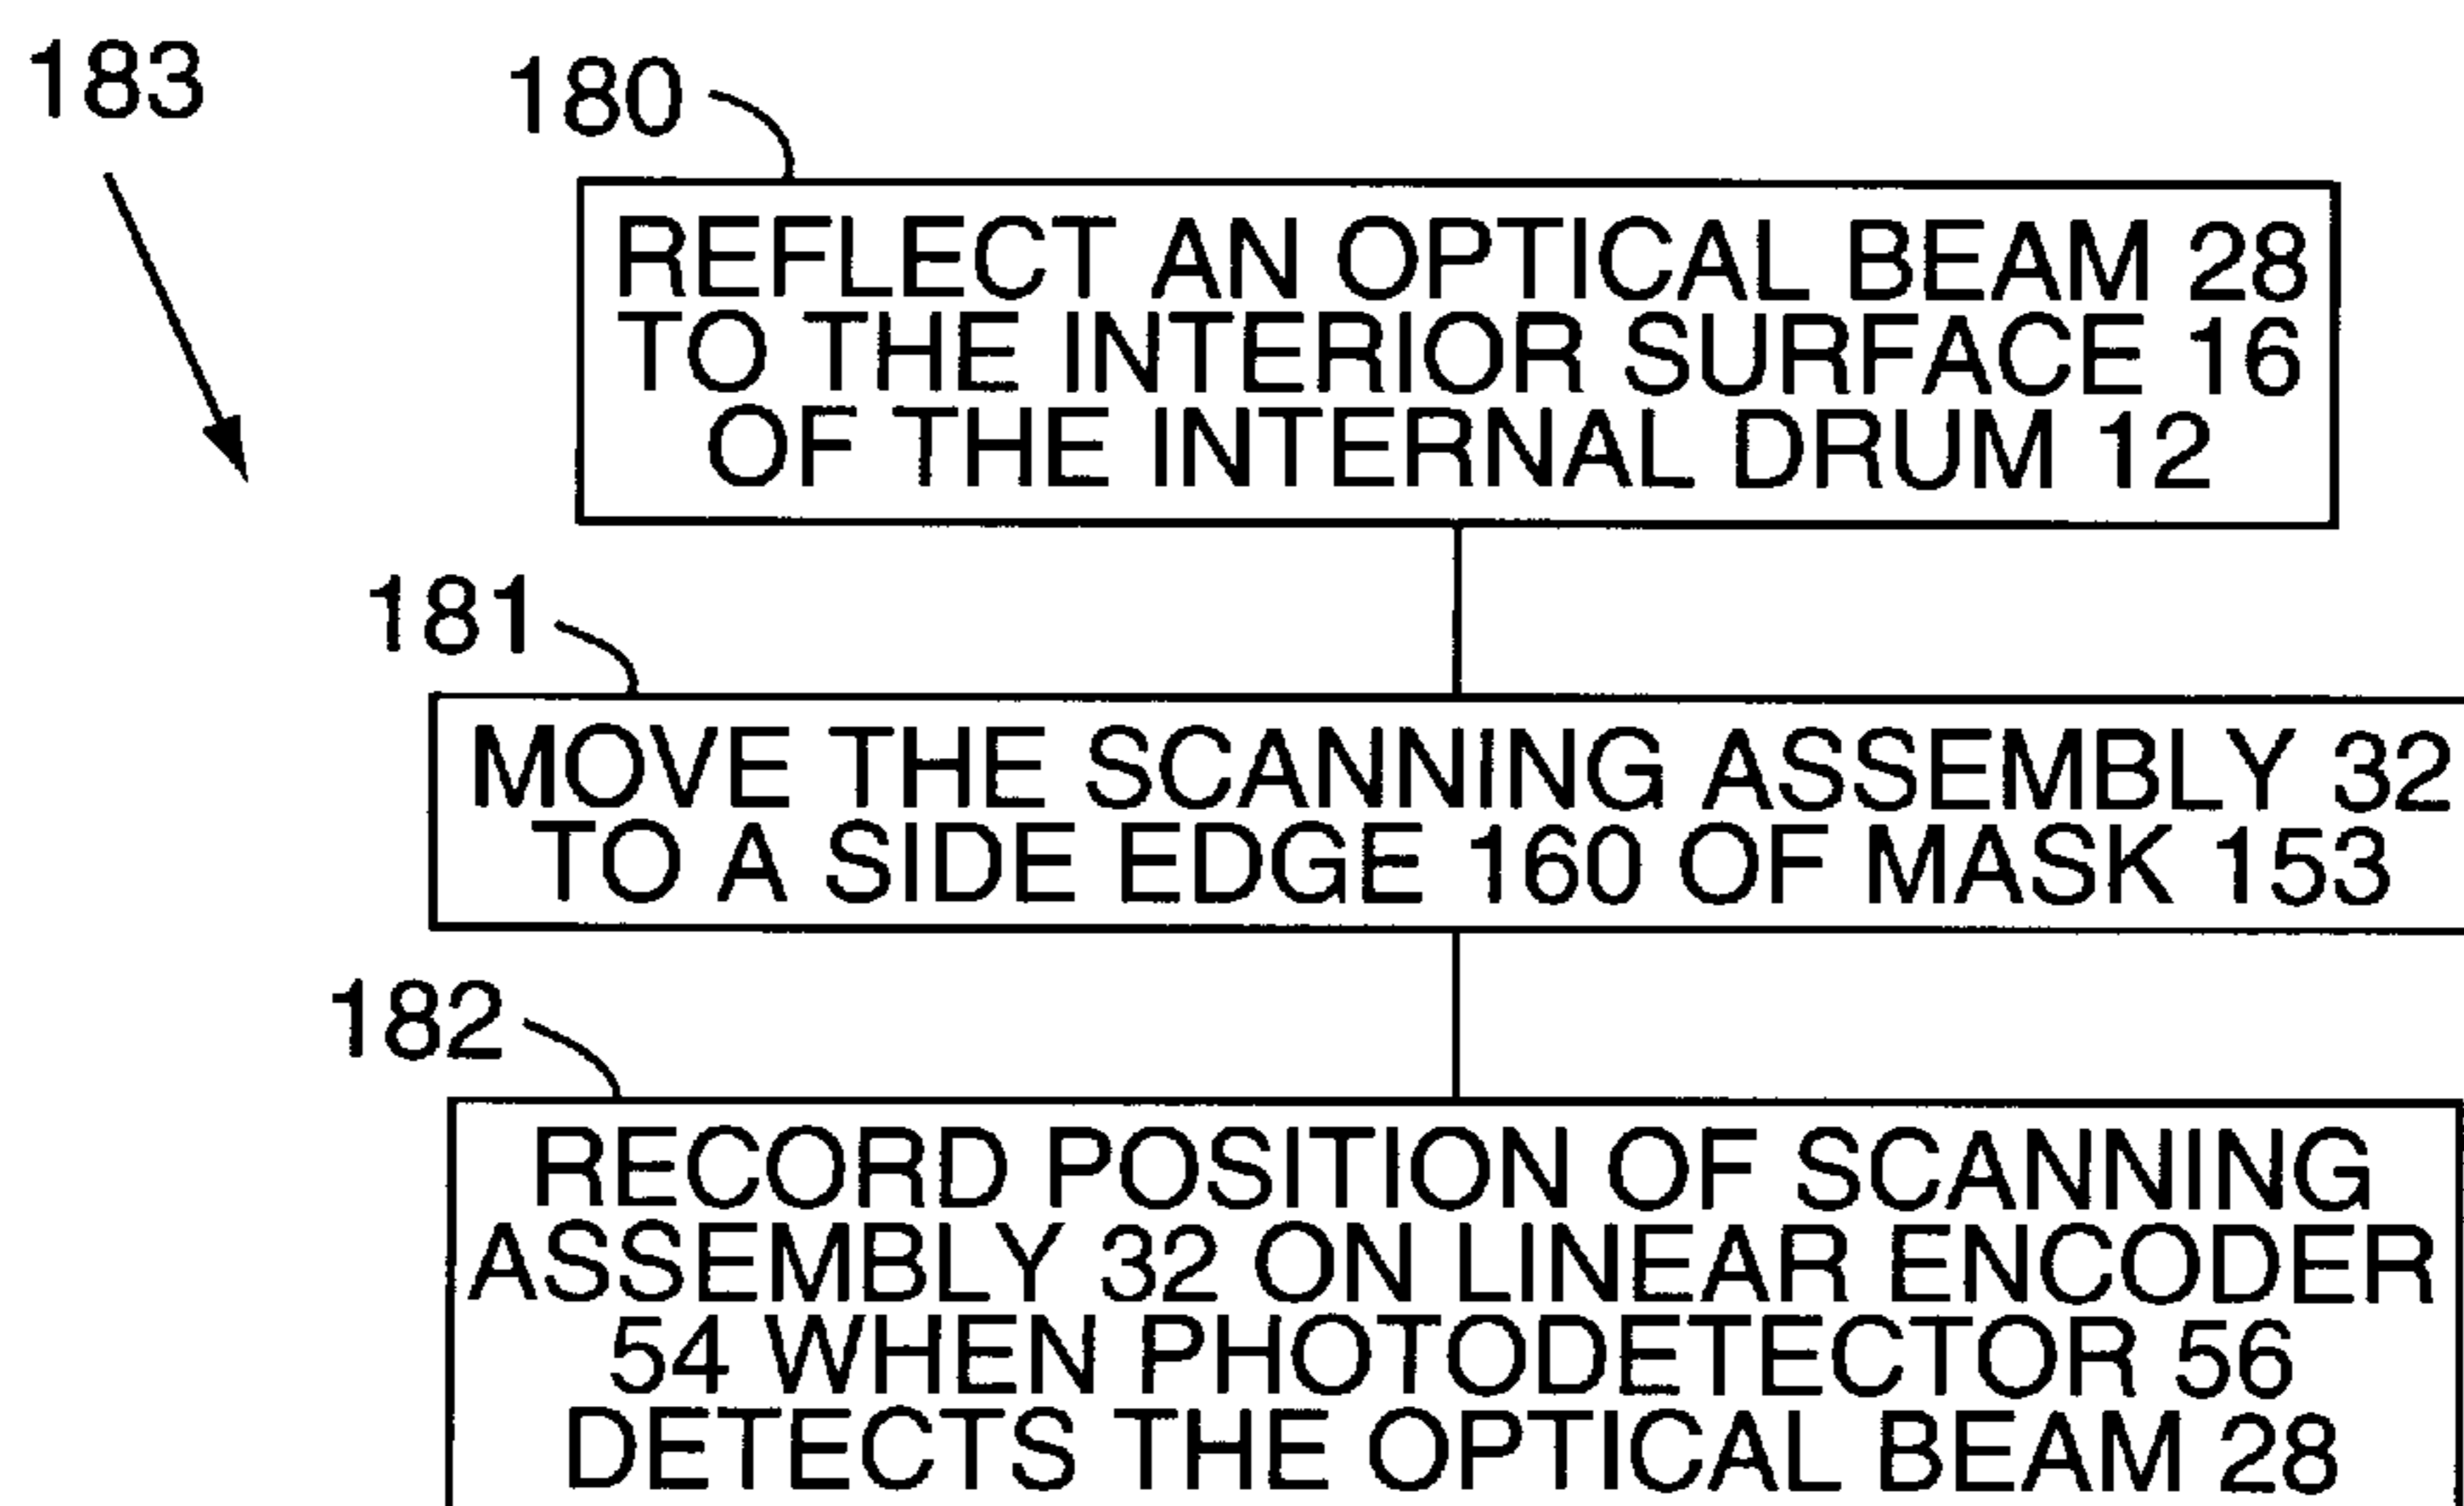 183
180
REFLECT AN OPTICAL BEAM 28
TO THE INTERIOR SURFACE 16
OF THE INTERNAL DRUM 12
181
MOVE THE SCANNING ASSEMBLY 32
TO A SIDE EDGE 160 OF MASK 153
182
RECORD POSITION OF SCANNING
ASSEMBLY 32 ON LINEAR ENCODER
54 WHEN PHOTODETECTOR 56
DETECTS THE OPTICAL BEAM 28